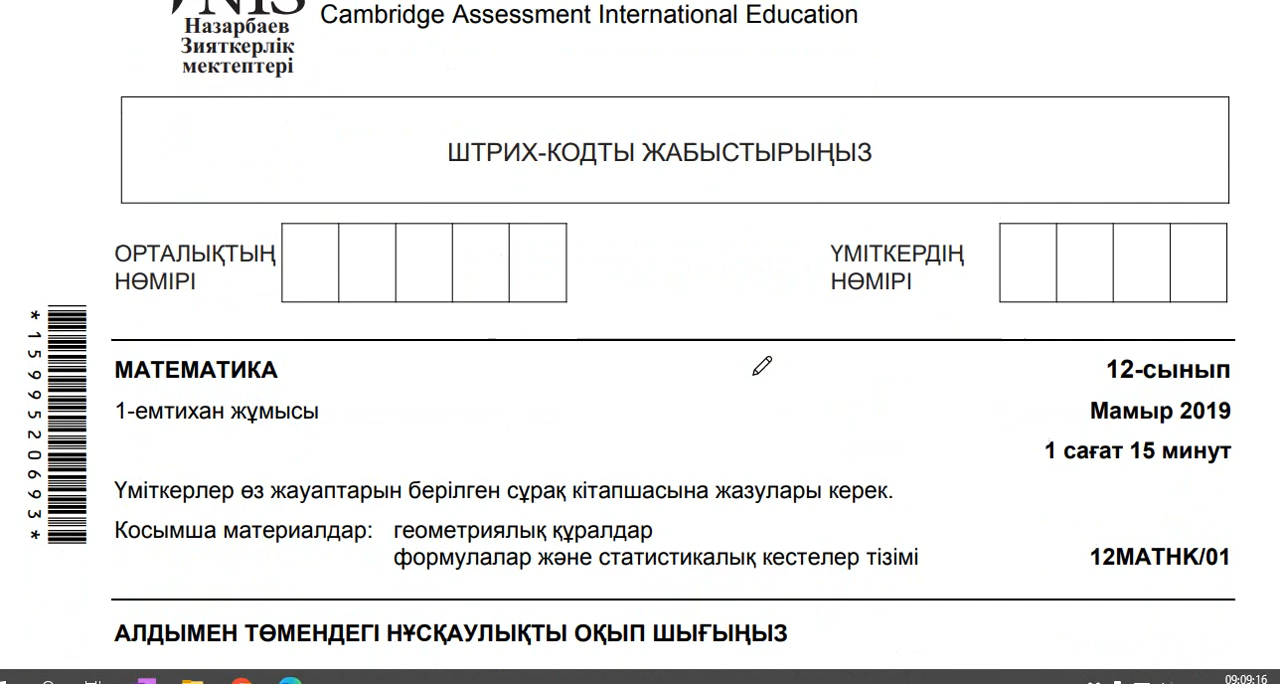 NIS
Назарбаев
Зияткерлік
мектептері
Cambridge Assessment International Education
ШТРИХ-КОДТЫ ЖАБЫСТЫРЫҢЫЗ
ОРТАЛЫҚТЫҢ
НӨМІРІ
ҮМІТКЕРДІҢ
НӨМІРІ
*1599520693*
МАТЕМАТИКА 12-сынып
1-емтихан жұмысы Мамыр 2019
1 сағат 15 минут
Үміткерлер өз жауаптарын берілген сұрақ кітапшасына жазулары керек.
Косымша материалдар: геометриялық құралдар
формулалар және статистикалық кестелер тізімі 12MATHK/01
АЛДЫМЕН ТӨМЕНДЕГІ НҰСҚАУЛЫҚТЫ ОҚЫП ШЫҒЫҢЫЗ
09:09:16